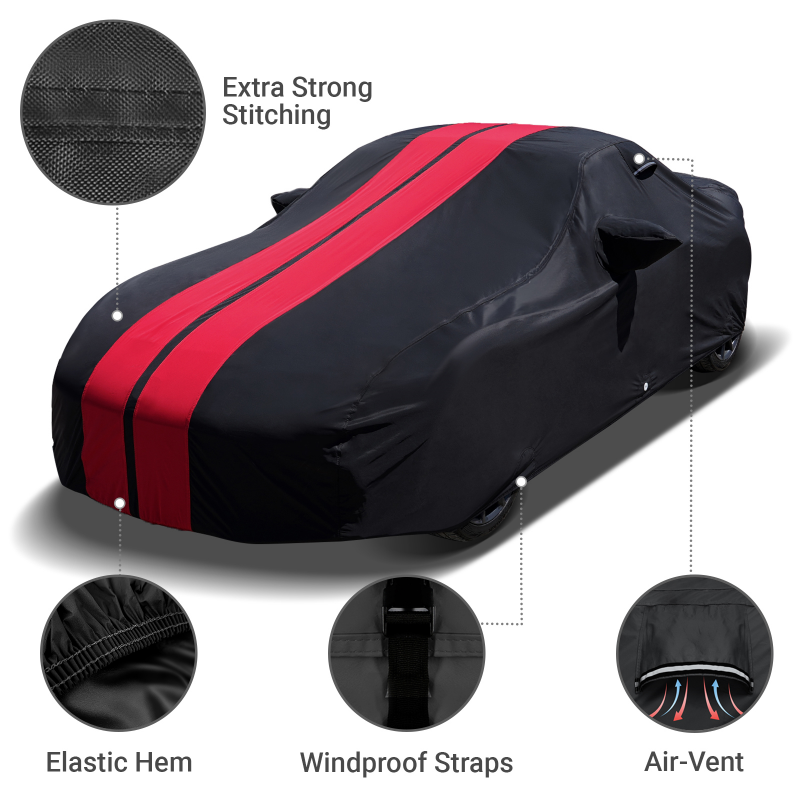 Extra Strong
Stitching
Elastic Hem
Windproof Straps
Air-Vent